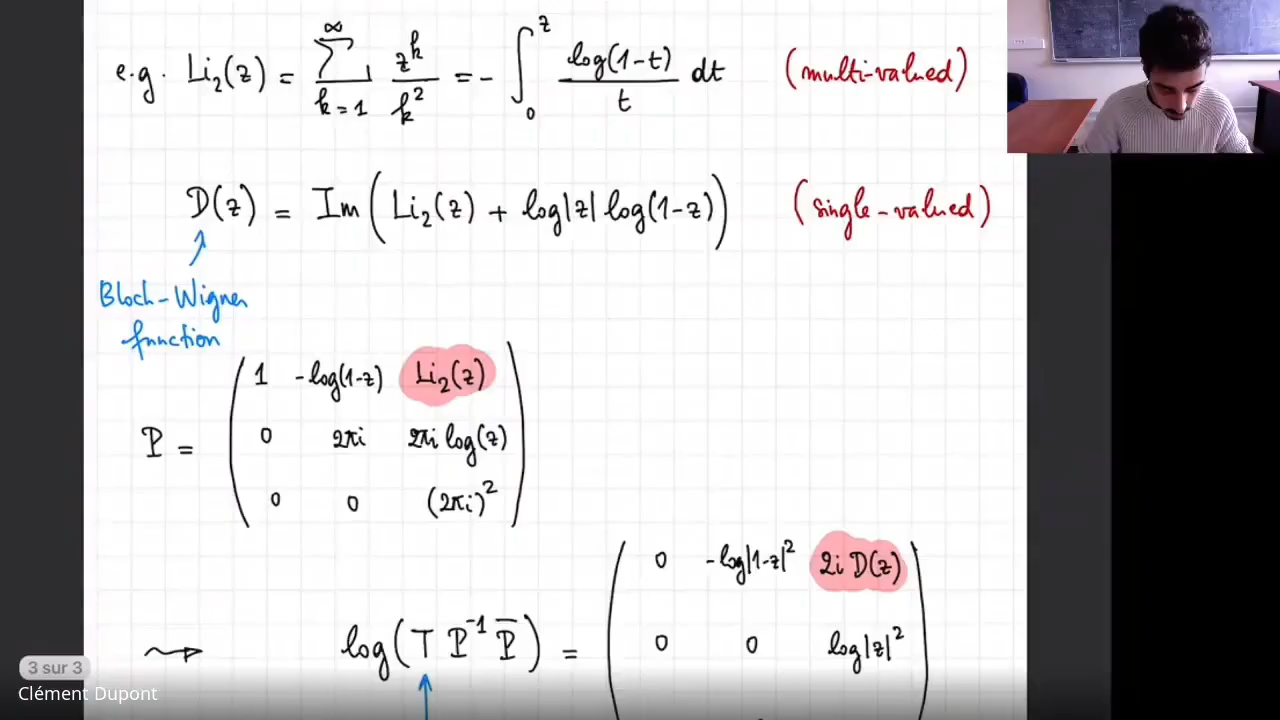 e.g. Li₂(z) = ∑_{k=1}^{∞} z^k/k² = - ∫_0^z log(1-t)/t dt (multi-valued)
D(z) = Im(Li₂(z) + log|z| log(1-z)) (single-valued)
Bloch-Wigner
function
P = ( 1 -log(1-z) Li₂(z)
0 2πi 2πi log(z)
0 0 (2πi)² )
⇝ log(T P⁻¹ P̅) = ( 0 -log|1-z|² 2i D(z)
0 0 log|z|²
3 sur 3
Clément Dupont